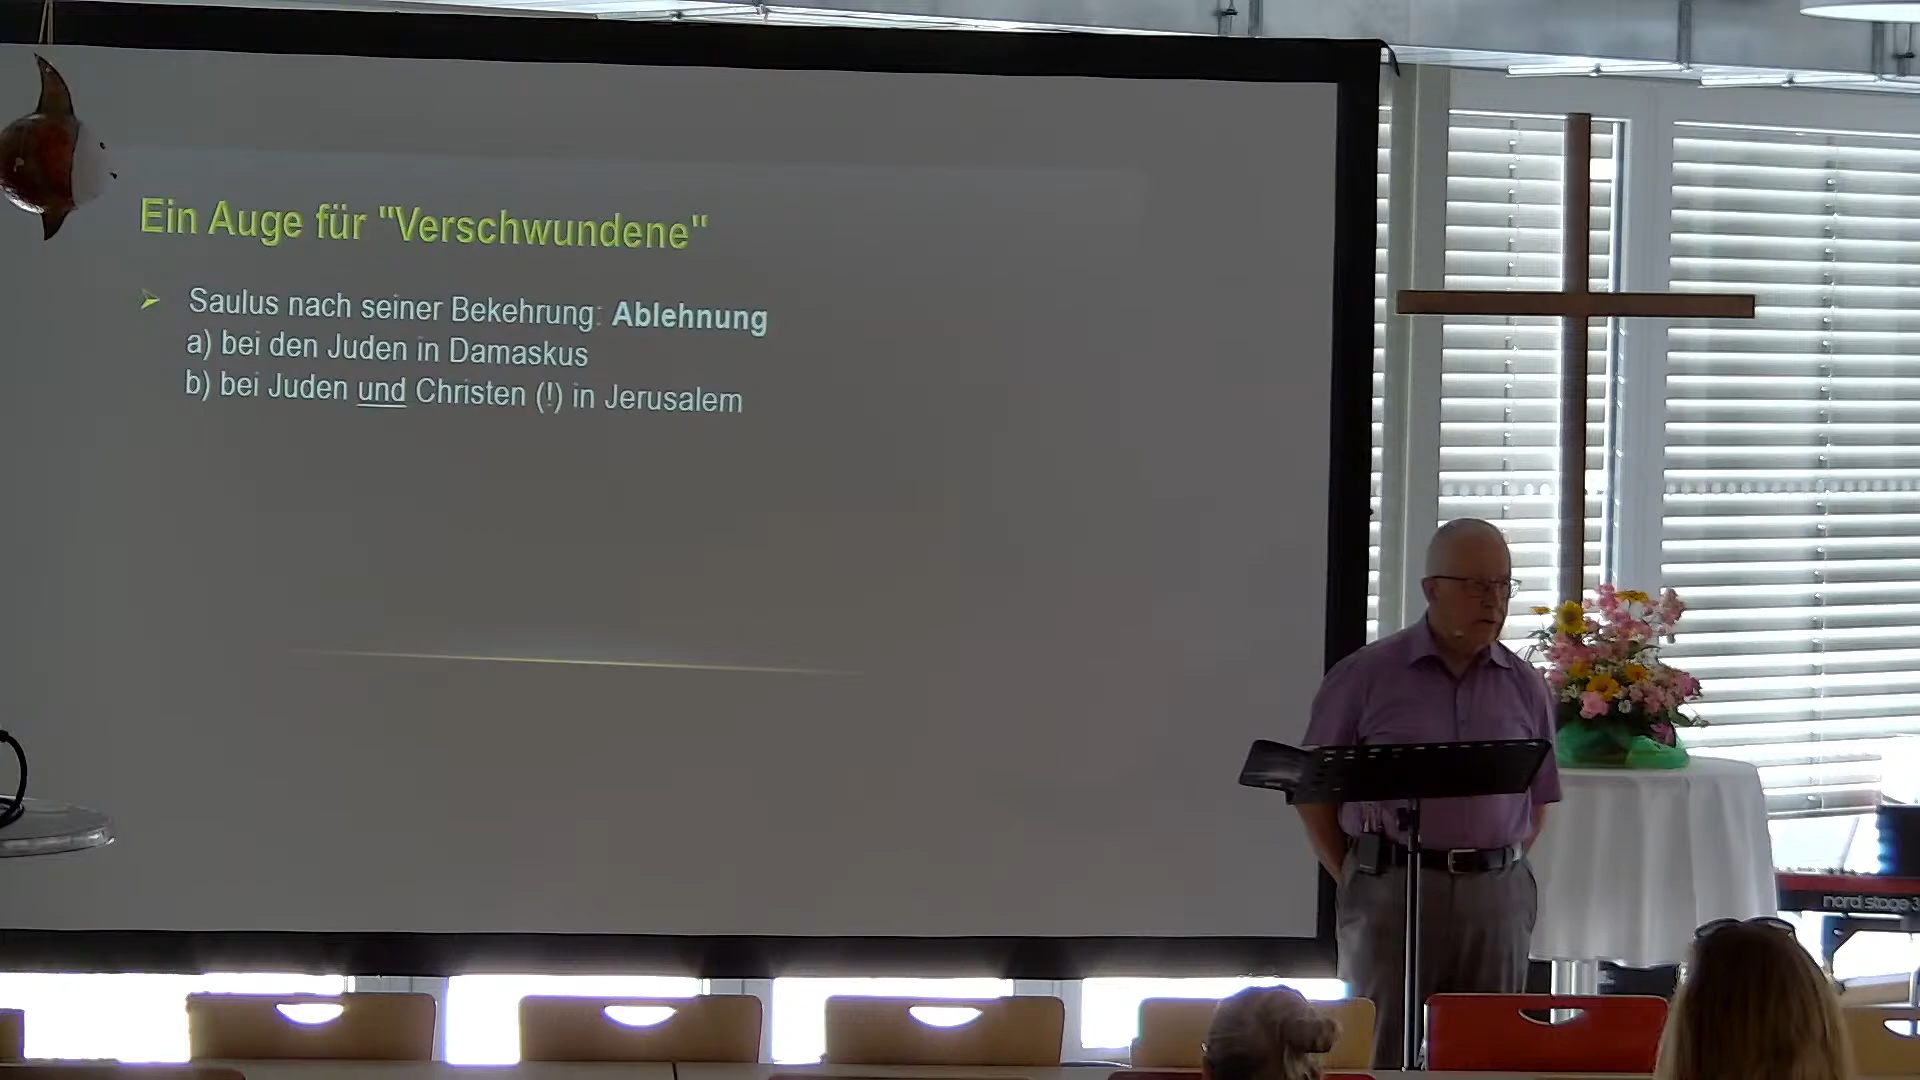 Ein Auge für "Verschwundene"
Saulus nach seiner Bekehrung: Ablehnung
a) bei den Juden in Damaskus
b) bei Juden und Christen (!) in Jerusalem
nord stage 3